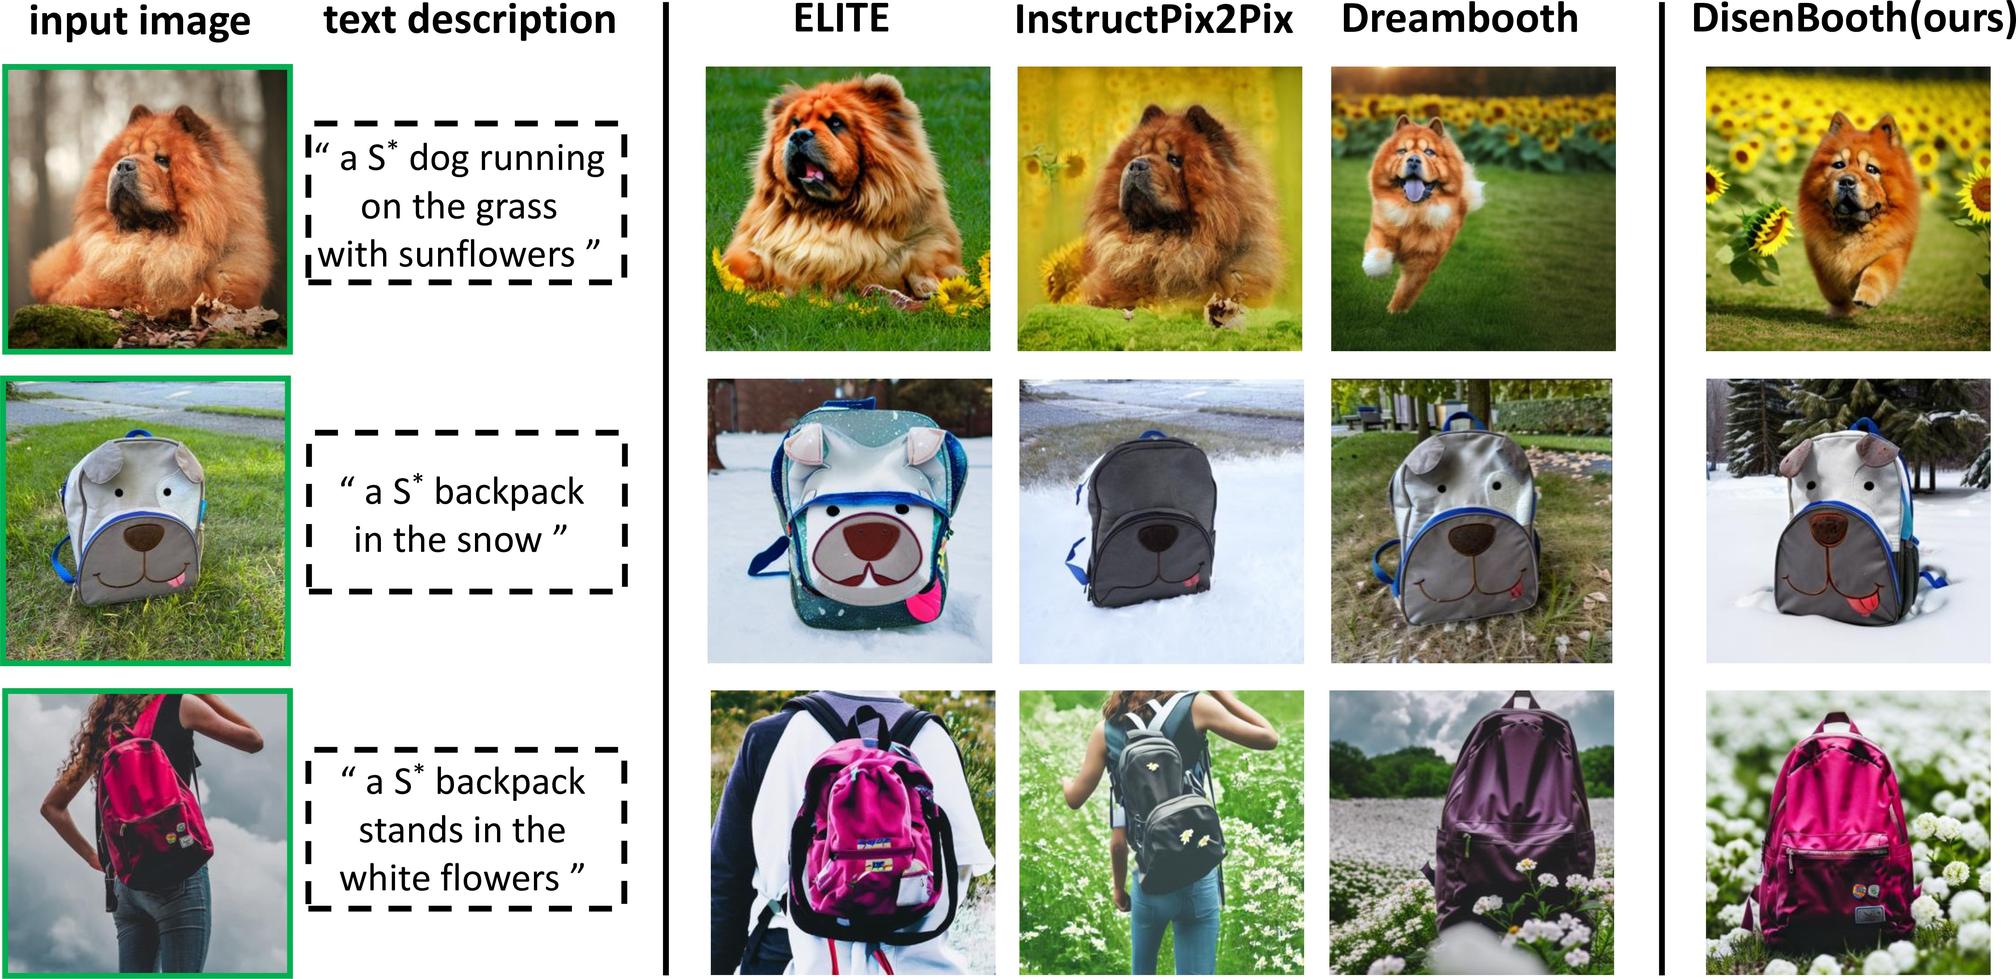 input image
text description
ELITE
InstructPix2Pix
Dreambooth
DisenBooth(ours)
“ a S* dog running
on the grass
with sunflowers ”
“ a S* backpack
in the snow ”
“ a S* backpack
stands in the
white flowers ”